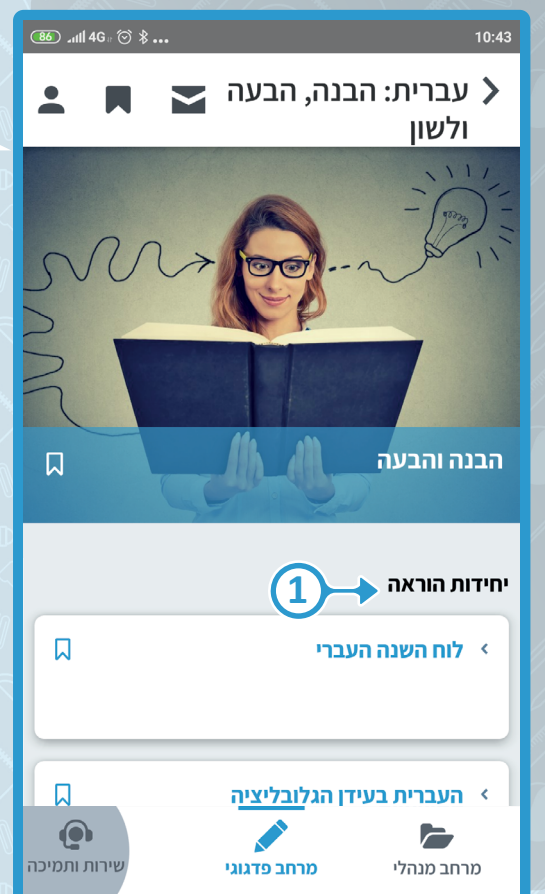 86 4G 10:43
עברית: הבנה, הבעה
ולשון
הבנה והבעה
יחידות הוראה
1
לוח השנה העברי
העברית בעידן הגלובליציה
מרחב מנהלי
מרחב פדגוגי
שירות ותמיכה